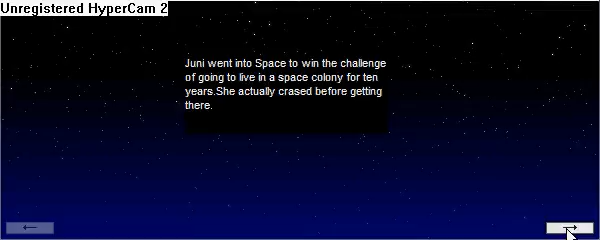 Unregistered HyperCam 2
Juni went into Space to win the challenge
of going to live in a space colony for ten
years.She actually crased before getting
there.